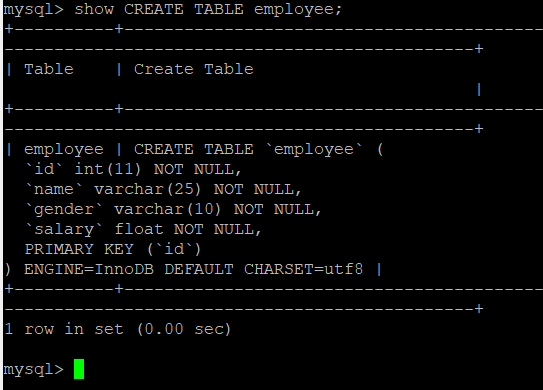 mysql> show CREATE TABLE employee;
+----------+---------------------------------------------
---------------------------------------------------+
| Table    | Create Table
                                                   |
+----------+---------------------------------------------
---------------------------------------------------+
| employee | CREATE TABLE `employee` (
  `id` int(11) NOT NULL,
  `name` varchar(25) NOT NULL,
  `gender` varchar(10) NOT NULL,
  `salary` float NOT NULL,
  PRIMARY KEY (`id`)
) ENGINE=InnoDB DEFAULT CHARSET=utf8 |
+----------+---------------------------------------------
---------------------------------------------------+
1 row in set (0.00 sec)
mysql>